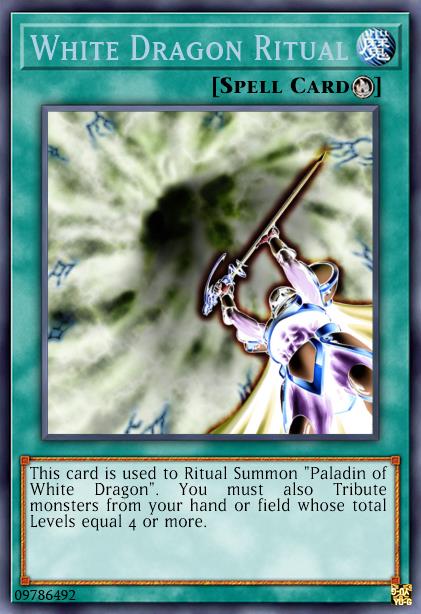 White Dragon Ritual
魔
[Spell Card]
This card is used to Ritual Summon "Paladin of
White Dragon". You must also Tribute
monsters from your hand or field whose total
Levels equal 4 or more.
09786492